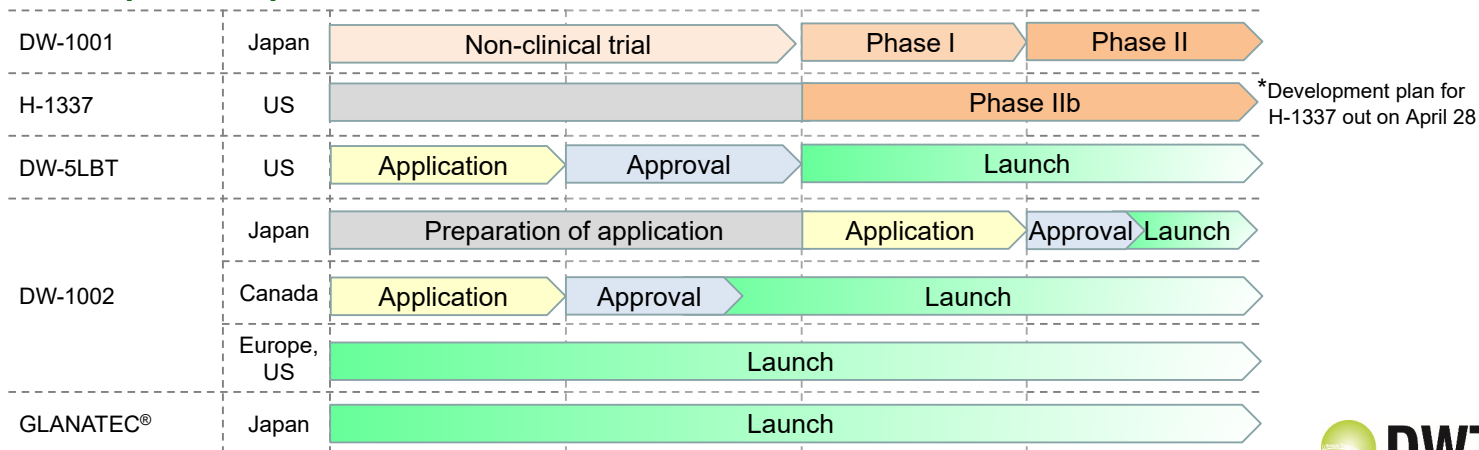 DW-1001 Japan Non-clinical trial Phase I Phase II
H-1337 US Phase IIb *Development plan for
H-1337 out on April 28
DW-5LBT US Application Approval Launch
Japan Preparation of application Application Approval Launch
DW-1002 Canada Application Approval Launch
Europe,
US Launch
GLANATEC® Japan Launch